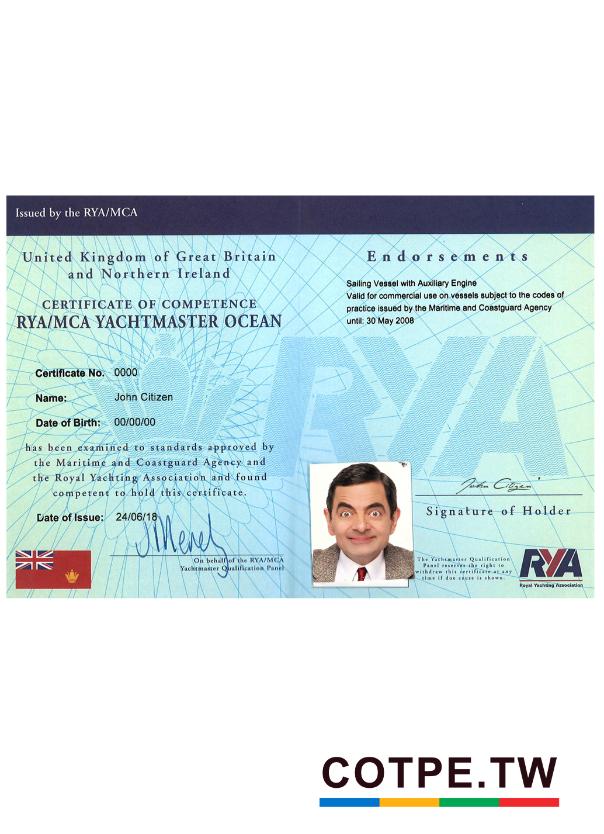 Issued by the RYA/MCA
United Kingdom of Great Britain
and Northern Ireland
CERTIFICATE OF COMPETENCE
RYA/MCA YACHTMASTER OCEAN
Certificate No. 0000
Name: John Citizen
Date of Birth: 00/00/00
has been examined to standards approved by
the Maritime and Coastguard Agency and
the Royal Yachting Association and found
competent to hold this certificate.
Date of Issue: 24/06/18
On behalf of the RYA/MCA
Yachtmaster Qualification Panel
Endorsements
Sailing Vessel with Auxiliary Engine
Valid for commercial use on vessels subject to the codes of
practice issued by the Maritime and Coastguard Agency
until: 30 May 2008
RYA
John Citizen
Signature of Holder
The Yachtmaster Qualification
Panel reserves the right to
withdraw this certificate at any
time if due cause is shown.
RYA
Royal Yachting Association
COTPE.TW